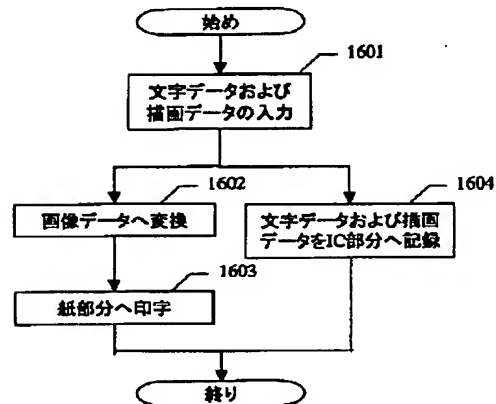 始め
1601
文字データおよび
描画データの入力
1602
画像データへ変換
1604
文字データおよび描画
データをIC部分へ記録
1603
紙部分へ印字
終り